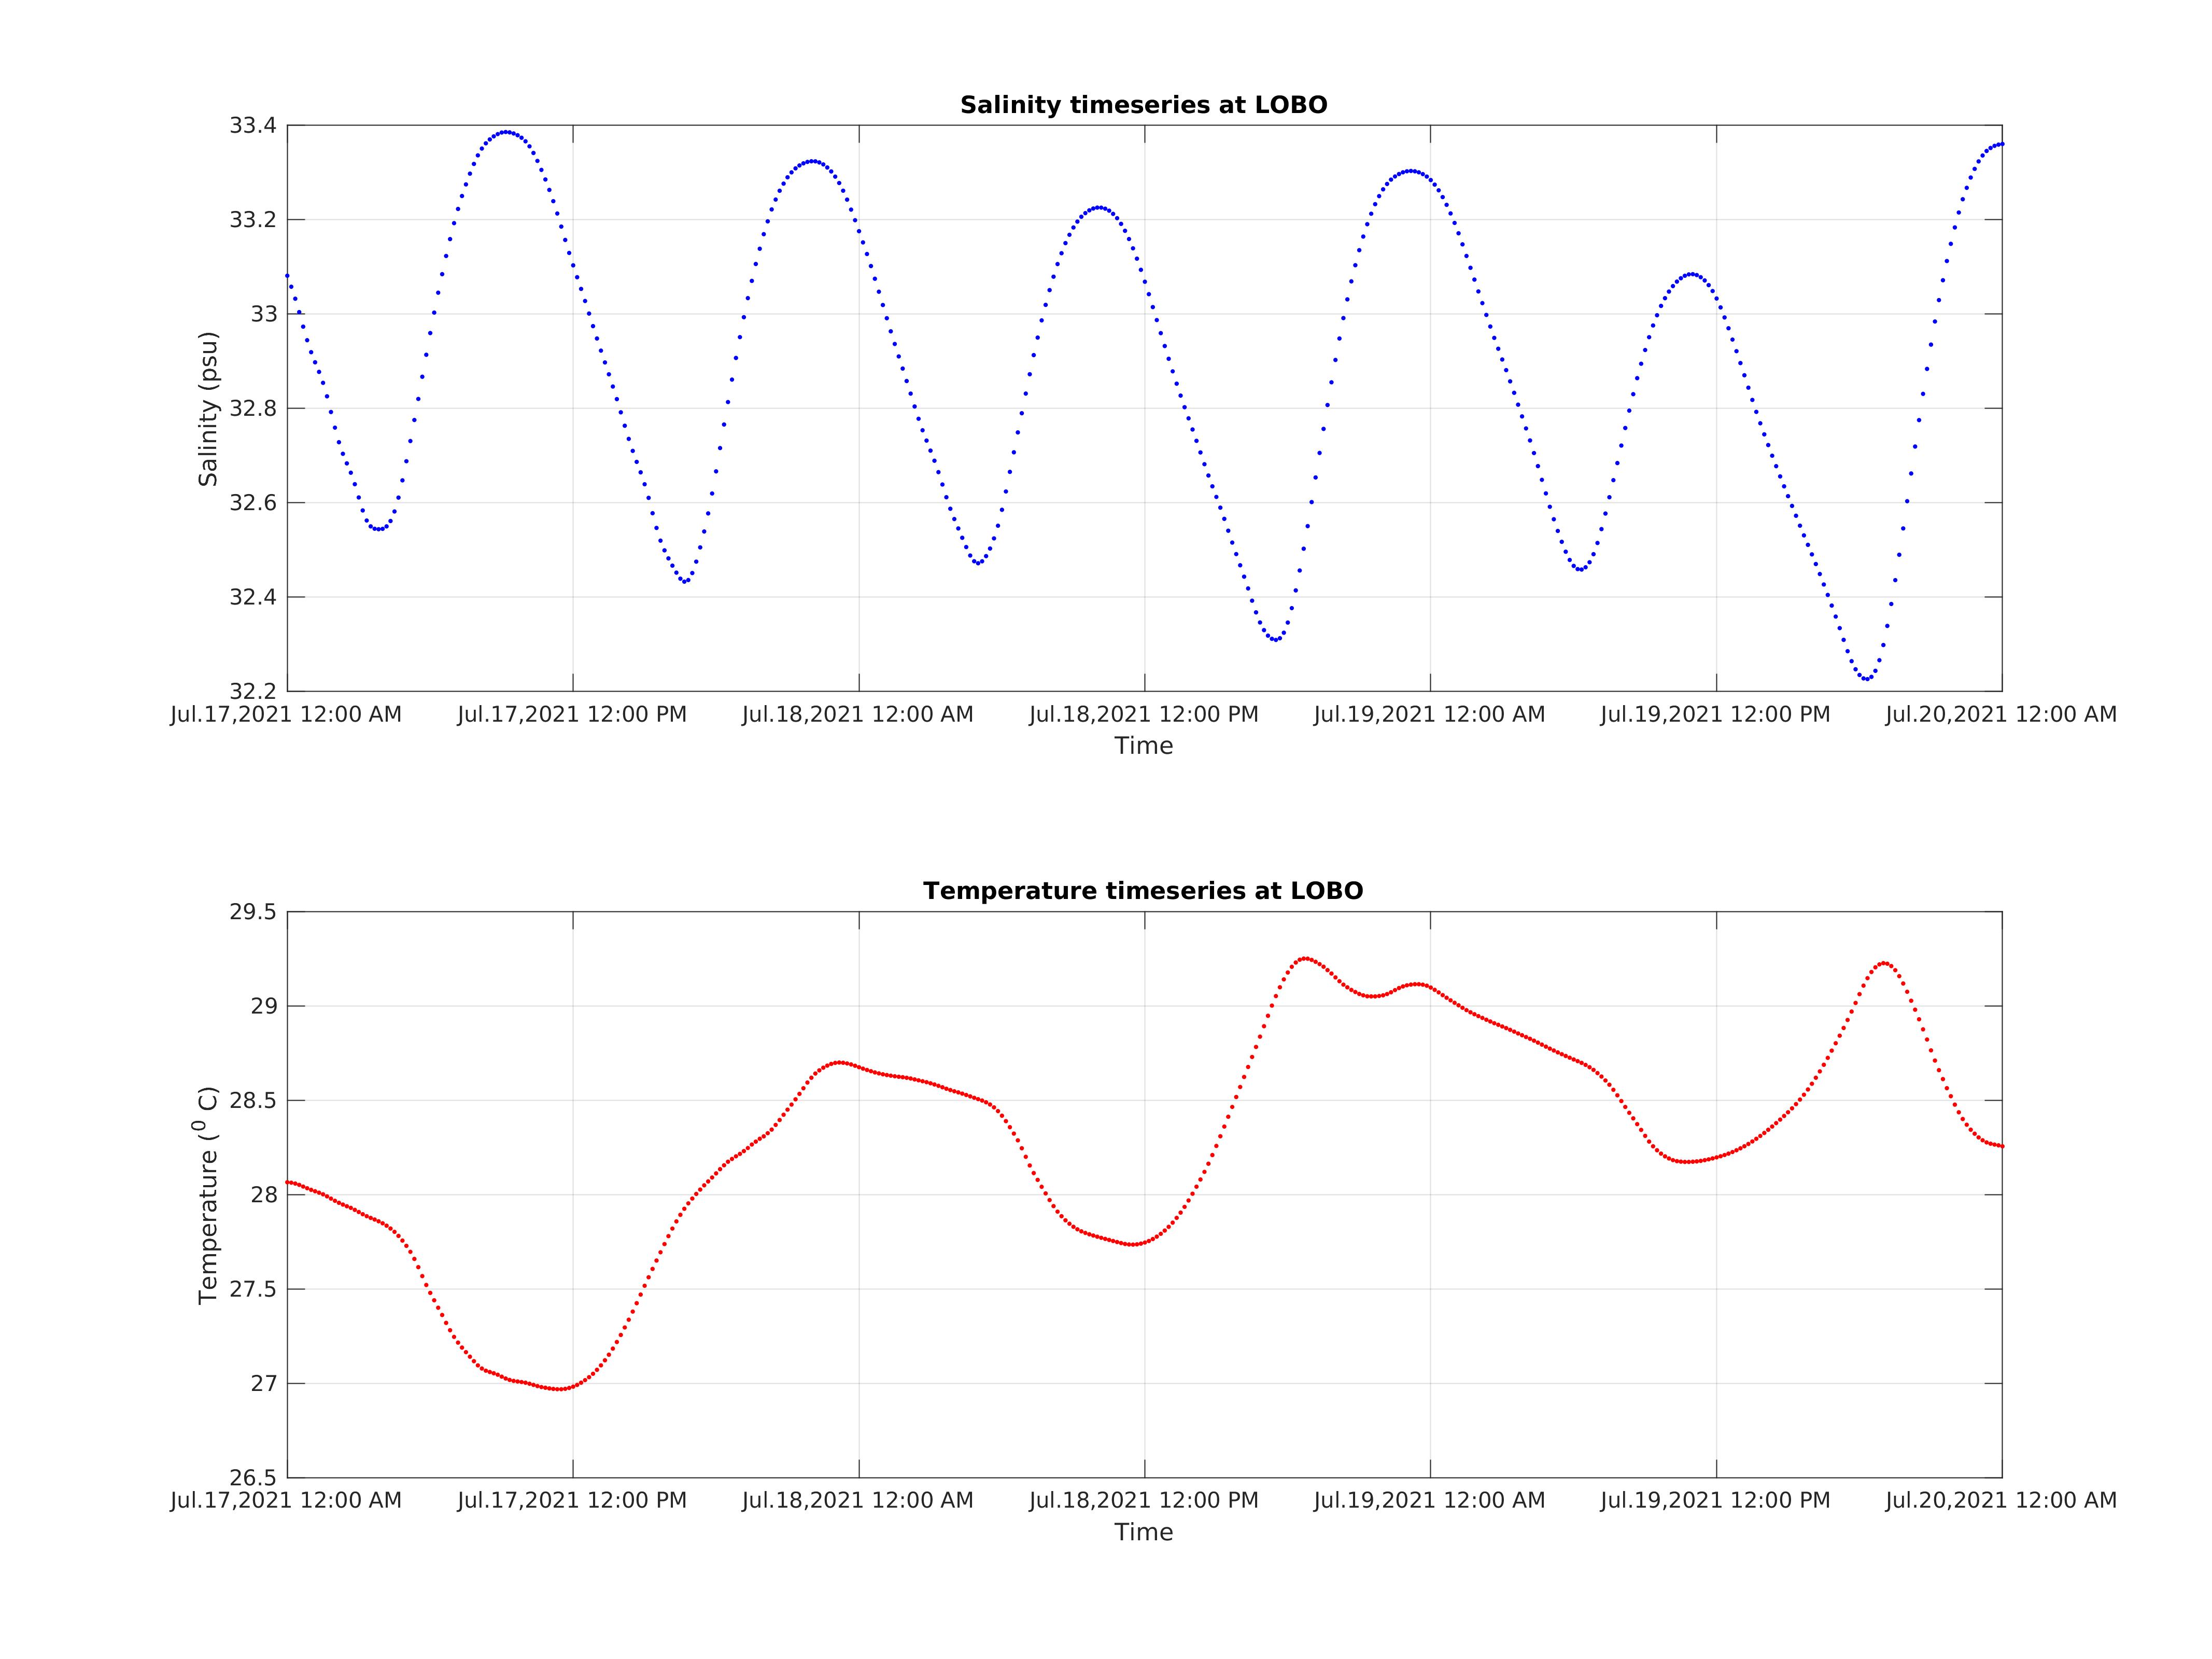 Salinity timeseries at LOBO
33.4
33.2
33
32.8
32.6
32.4
32.2
Salinity (psu)
Jul.17,2021 12:00 AM Jul.17,2021 12:00 PM Jul.18,2021 12:00 AM Jul.18,2021 12:00 PM Jul.19,2021 12:00 AM Jul.19,2021 12:00 PM Jul.20,2021 12:00 AM
Time
Temperature timeseries at LOBO
29.5
29
28.5
28
27.5
27
26.5
Temperature (⁰ C)
Jul.17,2021 12:00 AM Jul.17,2021 12:00 PM Jul.18,2021 12:00 AM Jul.18,2021 12:00 PM Jul.19,2021 12:00 AM Jul.19,2021 12:00 PM Jul.20,2021 12:00 AM
Time